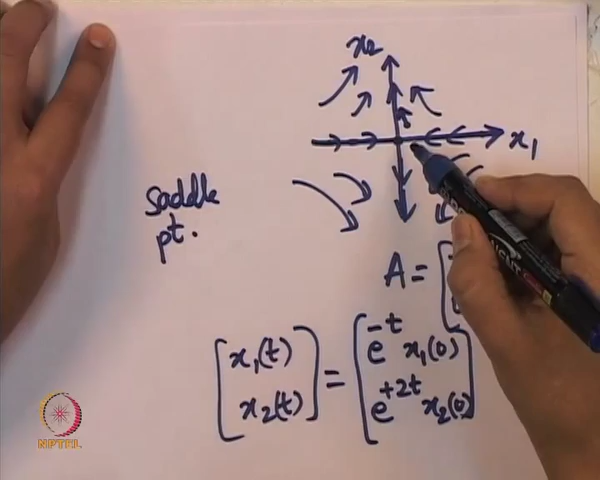 x₂
x₁
Saddle
pt.
A = [
[x₁(t)] = [e^-t x₁(0)]
[x₂(t)] [e^+2t x₂(0)]
NPTEL